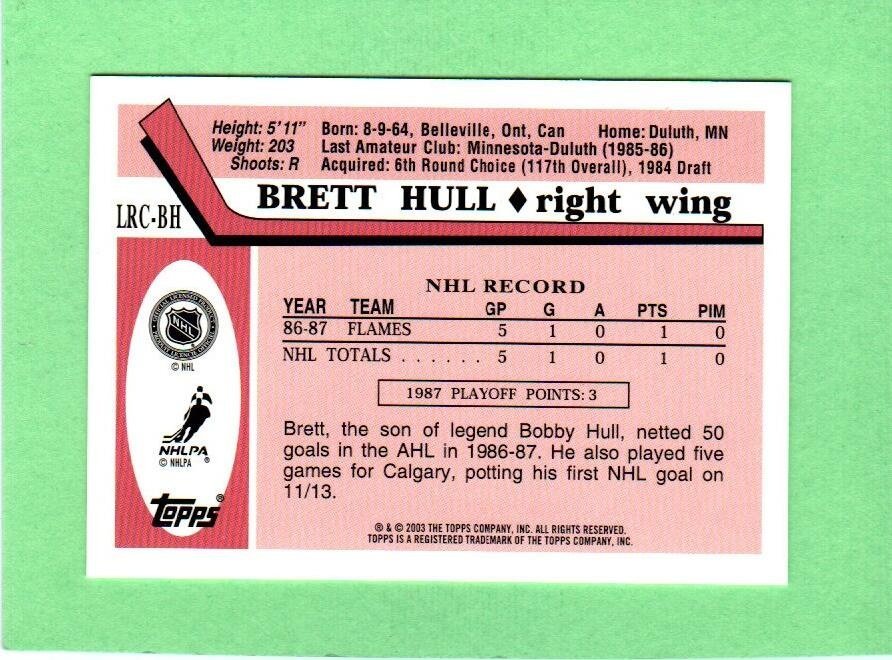 Height: 5'11" Born: 8-9-64, Belleville, Ont, Can Home: Duluth, MN
Weight: 203 Last Amateur Club: Minnesota-Duluth (1985-86)
Shoots: R Acquired: 6th Round Choice (117th Overall), 1984 Draft
BRETT HULL ♦ right wing
LRC-BH
NHL RECORD
YEAR TEAM GP G A PTS PIM
86-87 FLAMES 5 1 0 1 0
NHL TOTALS . . . . . . 5 1 0 1 0
1987 PLAYOFF POINTS: 3
Brett, the son of legend Bobby Hull, netted 50
goals in the AHL in 1986-87. He also played five
games for Calgary, potting his first NHL goal on
11/13.
NHL
© NHL
NHLPA ®
© NHLPA
Topps ®
® & © 2003 THE TOPPS COMPANY, INC. ALL RIGHTS RESERVED.
TOPPS IS A REGISTERED TRADEMARK OF THE TOPPS COMPANY, INC.